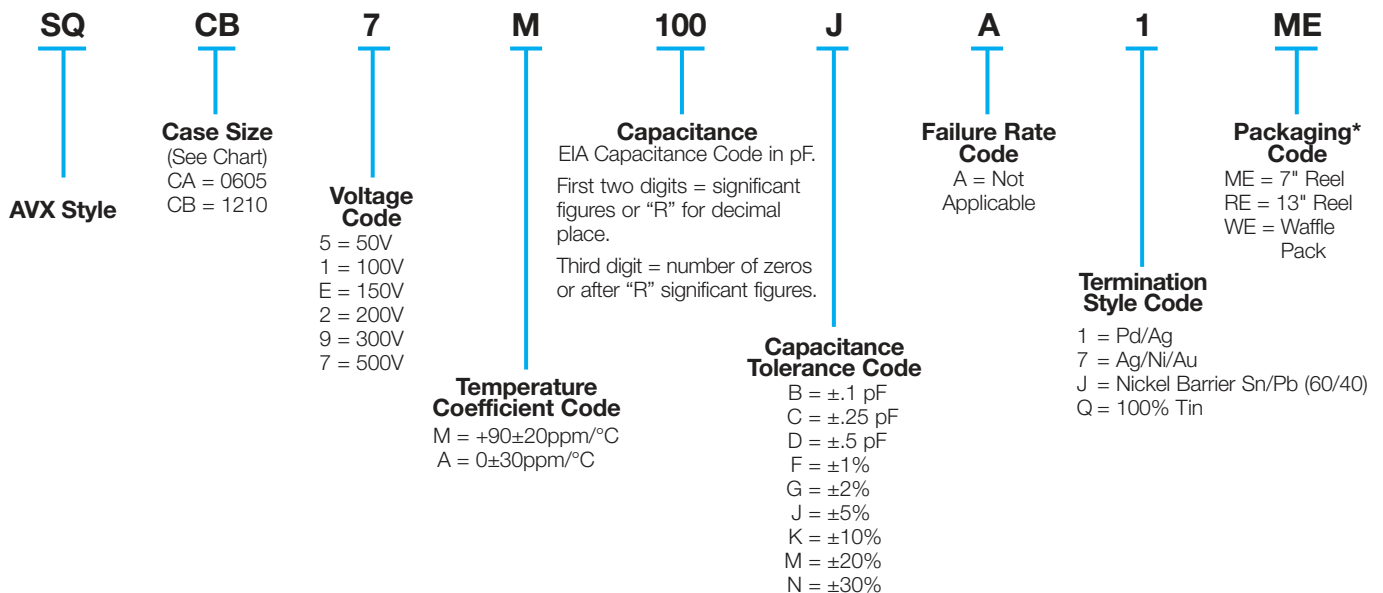 SQ CB 7 M 100 J A 1 ME
AVX Style
Case Size
(See Chart)
CA = 0605
CB = 1210
Voltage
Code
5 = 50V
1 = 100V
E = 150V
2 = 200V
9 = 300V
7 = 500V
Temperature
Coefficient Code
M = +90±20ppm/°C
A = 0±30ppm/°C
Capacitance
EIA Capacitance Code in pF.
First two digits = significant
figures or “R” for decimal
place.
Third digit = number of zeros
or after “R” significant figures.
Capacitance
Tolerance Code
B = ±.1 pF
C = ±.25 pF
D = ±.5 pF
F = ±1%
G = ±2%
J = ±5%
K = ±10%
M = ±20%
N = ±30%
Failure Rate
Code
A = Not
Applicable
Termination
Style Code
1 = Pd/Ag
7 = Ag/Ni/Au
J = Nickel Barrier Sn/Pb (60/40)
Q = 100% Tin
Packaging*
Code
ME = 7" Reel
RE = 13" Reel
WE = Waffle
Pack